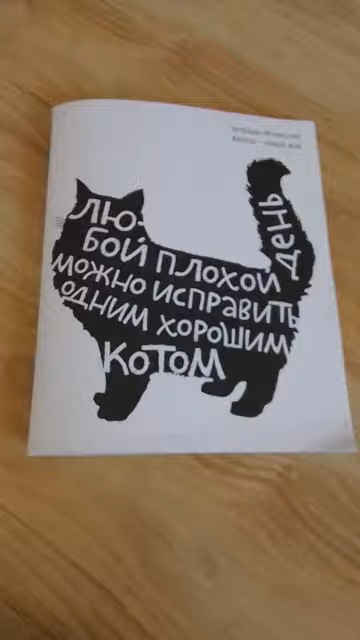 ЛЮ-
БОЙ ПЛОХОЙ ДЕНЬ
МОЖНО ИСПРАВИТЬ
ОДНИМ ХОРОШИМ
КОТОМ